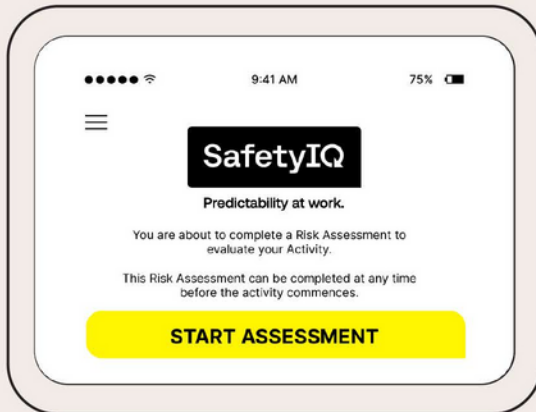 9:41 AM 75%
SafetyIQ
Predictability at work.
You are about to complete a Risk Assessment to
evaluate your Activity.
This Risk Assessment can be completed at any time
before the activity commences.
START ASSESSMENT